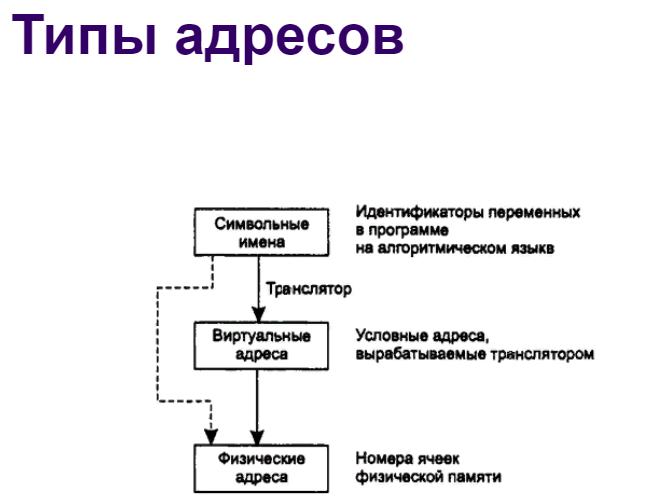 Типы адресов
Символьные
имена
Идентификаторы переменных
в программе
на алгоритмическом языкв
Транслятор
Виртуальные
адреса
Условные адреса,
вырабатываемые транслятором
Физические
адреса
Номера ячеек
физической памяти